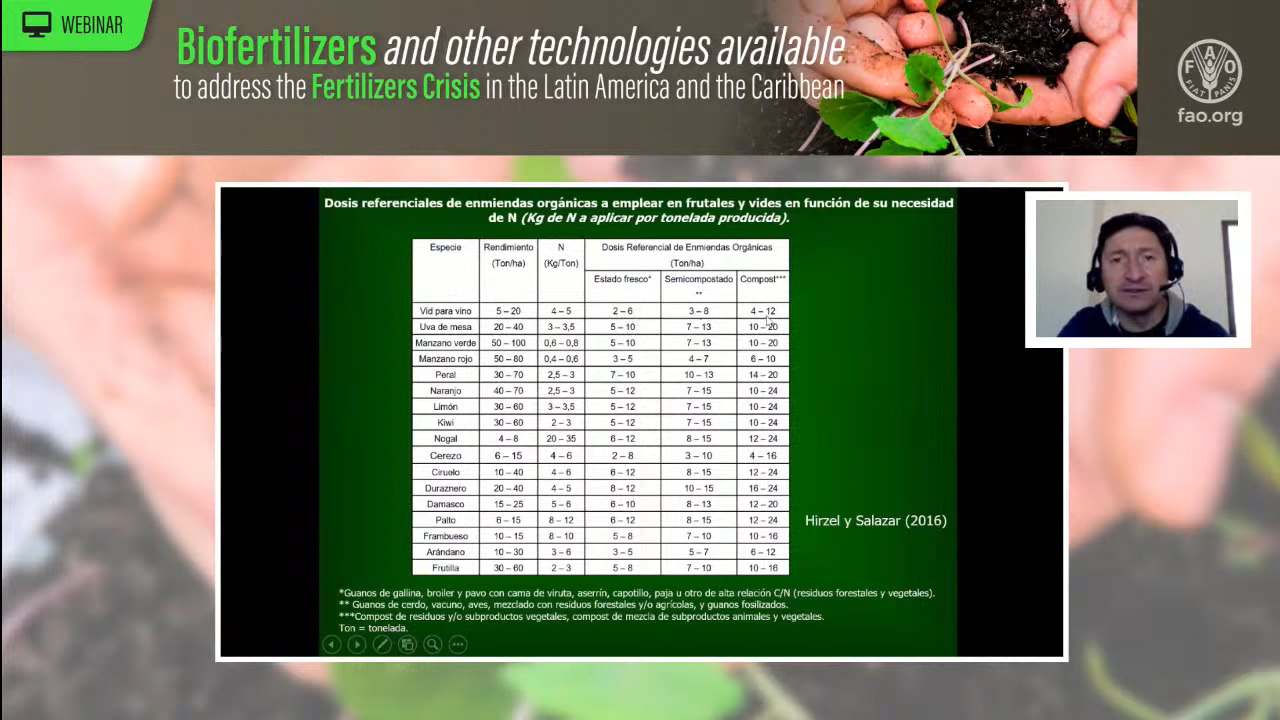 WEBINAR
Biofertilizers and other technologies available
to address the Fertilizers Crisis in the Latin America and the Caribbean
FAO
FIAT PANIS
fao.org
Dosis referenciales de enmiendas orgánicas a emplear en frutales y vides en función de su necesidad
de N (Kg de N a aplicar por tonelada producida).
Especie Rendimiento N Dosis Referencial de Enmiendas Orgánicas
(Ton/ha) (Kg/Ton) (Ton/ha)
Estado fresco* Semicompostado Compost***
**
Vid para vino 5 – 20 4 – 5 2 – 6 3 – 8 4 – 12
Uva de mesa 20 – 40 3 – 3,5 5 – 10 7 – 13 10 – 20
Manzano verde 50 – 100 0,6 – 0,8 5 – 10 7 – 13 10 – 20
Manzano rojo 50 – 80 0,4 – 0,6 3 – 5 4 – 7 6 – 10
Peral 30 – 70 2,5 – 3 7 – 10 10 – 13 14 – 20
Naranjo 40 – 70 2,5 – 3 5 – 12 7 – 15 10 – 24
Limón 30 – 60 3 – 3,5 5 – 12 7 – 15 10 – 24
Kiwi 30 – 60 2 – 3 5 – 12 7 – 15 10 – 24
Nogal 4 – 8 20 – 35 6 – 12 8 – 15 12 – 24
Cerezo 6 – 15 4 – 6 2 – 8 3 – 10 4 – 16
Ciruelo 10 – 40 4 – 6 6 – 12 8 – 15 12 – 24
Duraznero 20 – 40 4 – 5 8 – 12 10 – 15 16 – 24
Damasco 15 – 25 5 – 6 6 – 10 8 – 13 12 – 20
Palto 6 – 15 8 – 12 6 – 12 8 – 15 12 – 24
Frambueso 10 – 15 8 – 10 5 – 8 7 – 10 10 – 16
Arándano 10 – 30 3 – 6 3 – 5 5 – 7 6 – 12
Frutilla 30 – 60 2 – 3 5 – 8 7 – 10 10 – 16
Hirzel y Salazar (2016)
*Guanos de gallina, broiler y pavo con cama de viruta, aserrín, capotillo, paja u otro de alta relación C/N (residuos forestales y vegetales).
** Guanos de cerdo, vacuno, aves, mezclado con residuos forestales y/o agrícolas, y guanos fosilizados.
***Compost de residuos y/o subproductos vegetales, compost de mezcla de subproductos animales y vegetales.
Ton = tonelada.